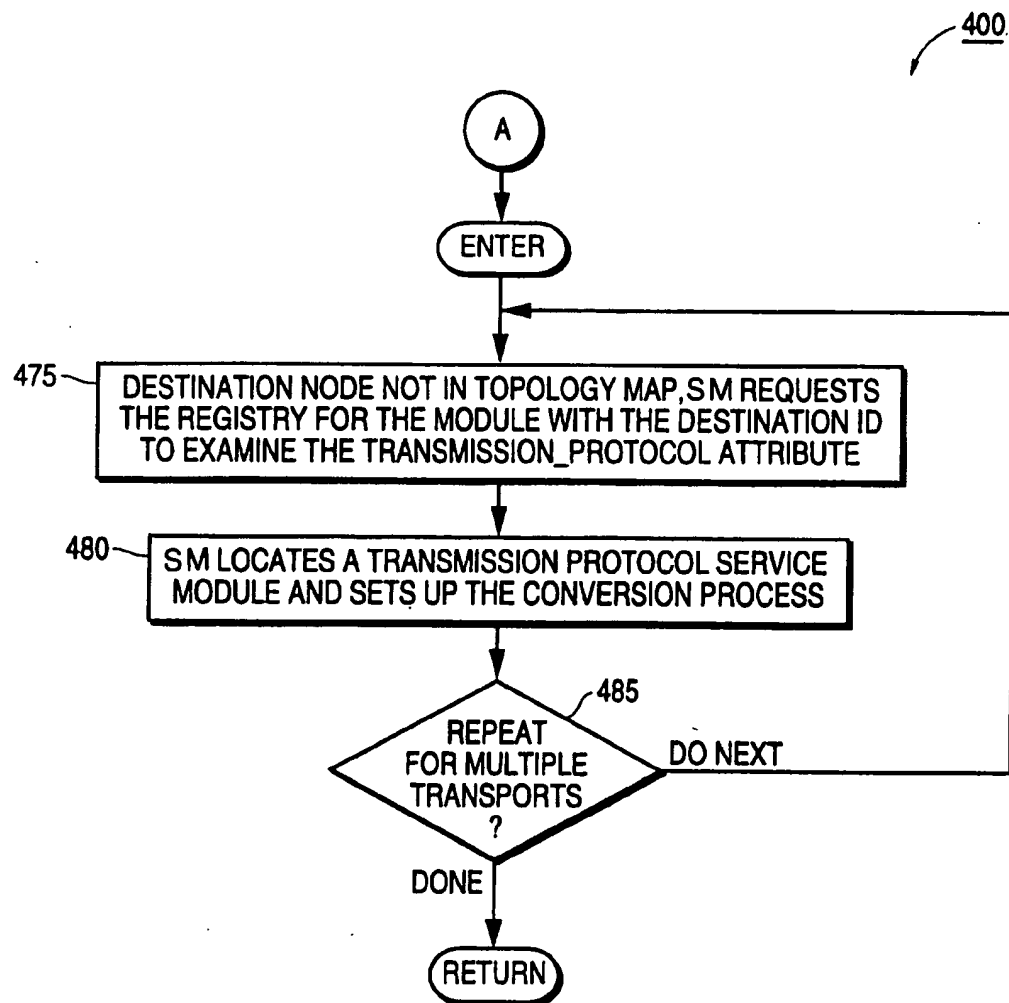 400
A
ENTER
475
DESTINATION NODE NOT IN TOPOLOGY MAP, SM REQUESTS
THE REGISTRY FOR THE MODULE WITH THE DESTINATION ID
TO EXAMINE THE TRANSMISSION_PROTOCOL ATTRIBUTE
480
SM LOCATES A TRANSMISSION PROTOCOL SERVICE
MODULE AND SETS UP THE CONVERSION PROCESS
485
REPEAT
FOR MULTIPLE
TRANSPORTS
?
DO NEXT
DONE
RETURN